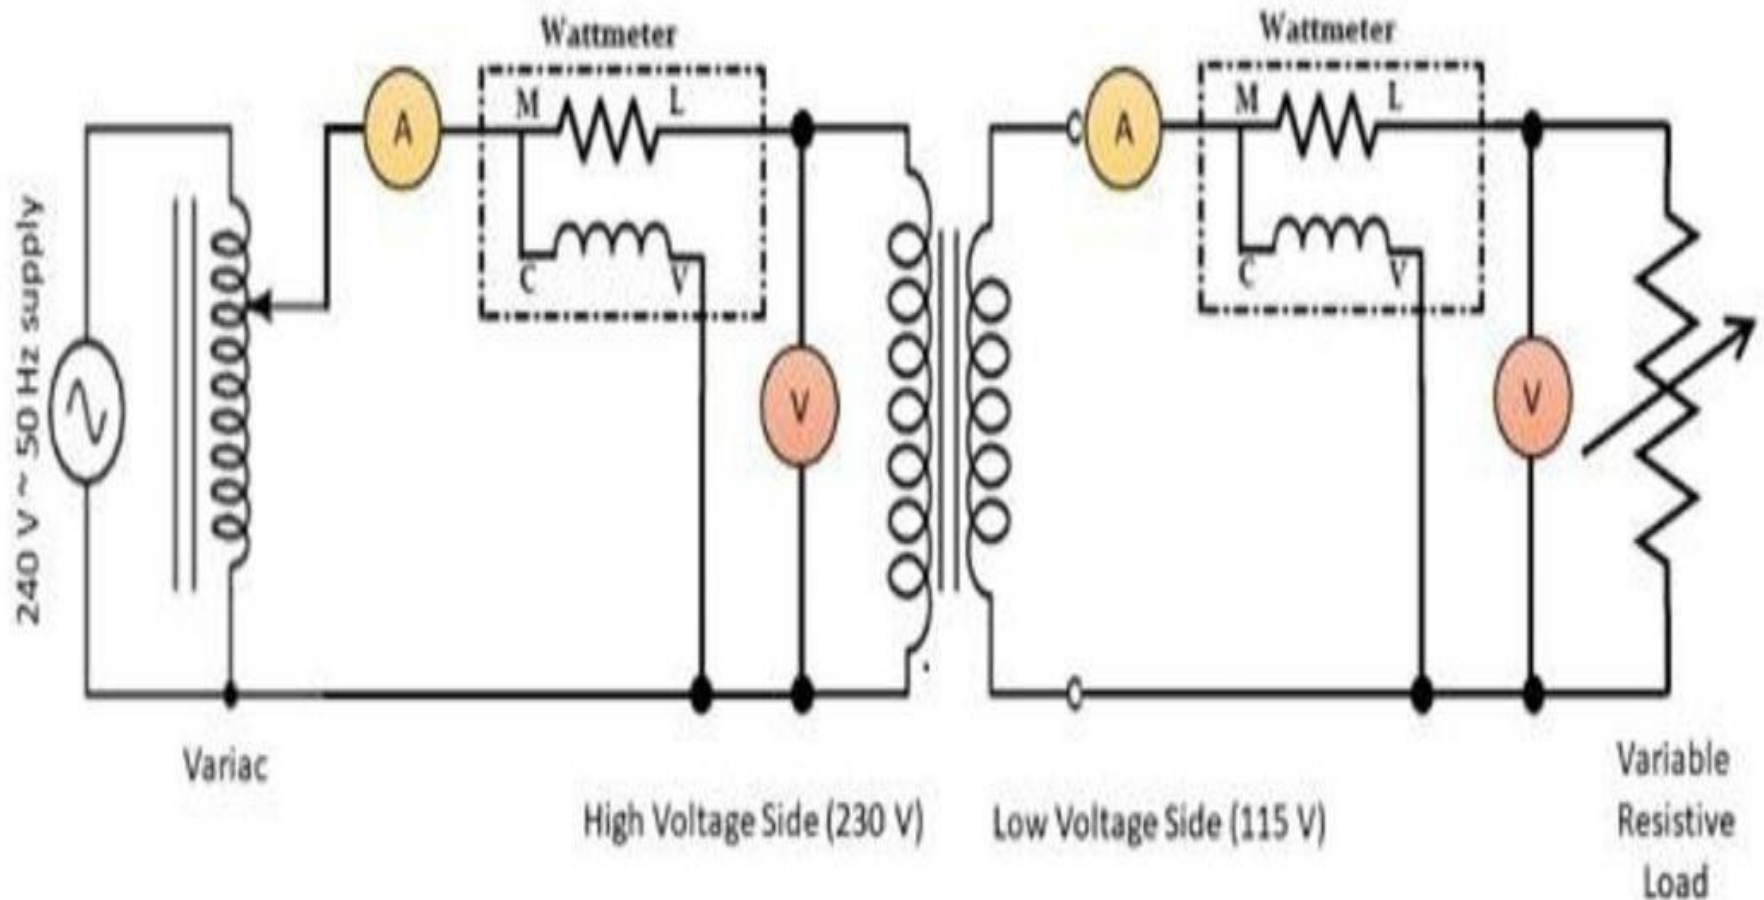 Wattmeter
Wattmeter
M
L
M
L
A
A
C
V
C
V
V
V
240 V ~ 50 Hz supply
Variac
High Voltage Side (230 V)
Low Voltage Side (115 V)
Variable
Resistive
Load